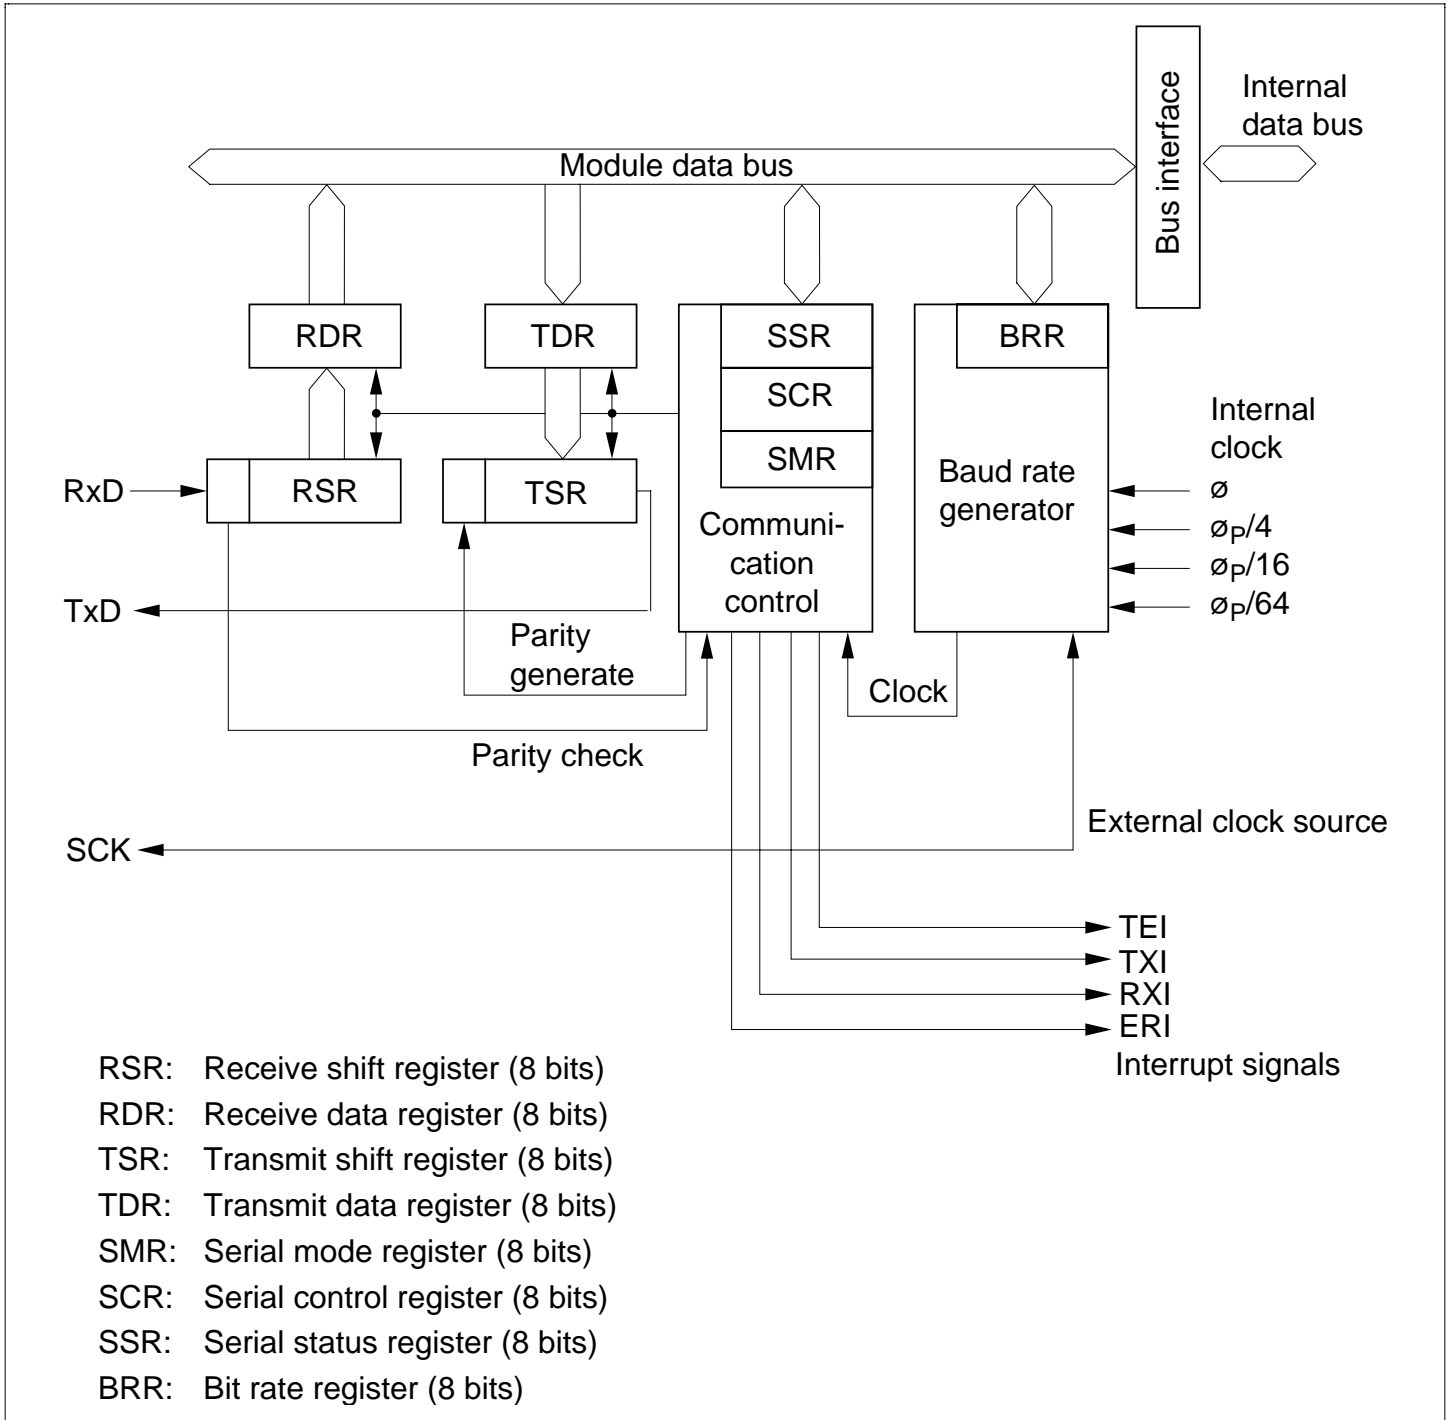 Internal
data bus
Bus interface
Module data bus
RDR
TDR
SSR
BRR
SCR
SMR
Internal
clock
RxD
RSR
TSR
Baud rate
generator
ø
øP/4
øP/16
øP/64
Communi-
cation
control
TxD
Parity
generate
Clock
Parity check
External clock source
SCK
TEI
TXI
RXI
ERI
Interrupt signals
RSR: Receive shift register (8 bits)
RDR: Receive data register (8 bits)
TSR: Transmit shift register (8 bits)
TDR: Transmit data register (8 bits)
SMR: Serial mode register (8 bits)
SCR: Serial control register (8 bits)
SSR: Serial status register (8 bits)
BRR: Bit rate register (8 bits)